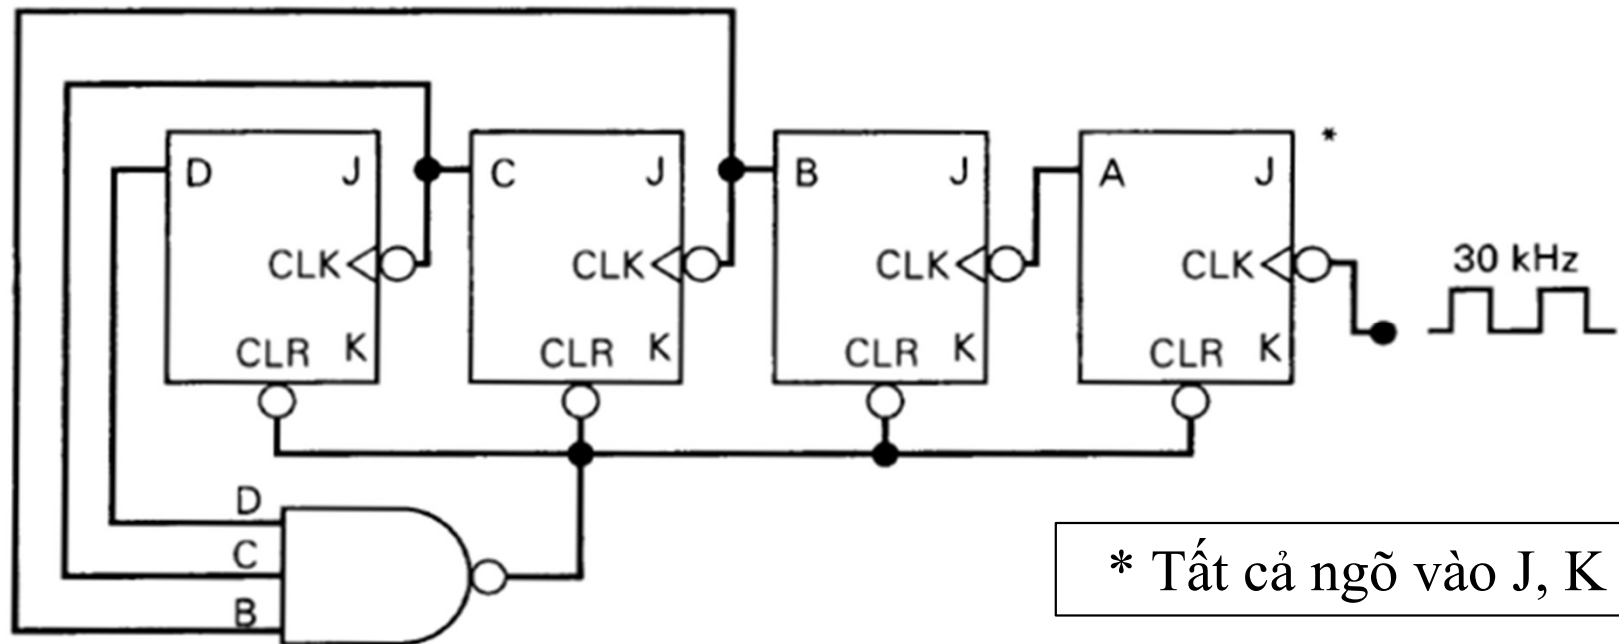 D J C J B J A J *
CLK CLK CLK CLK 30 kHz
CLR K CLR K CLR K CLR K
D
C
B
* Tất cả ngõ vào J, K